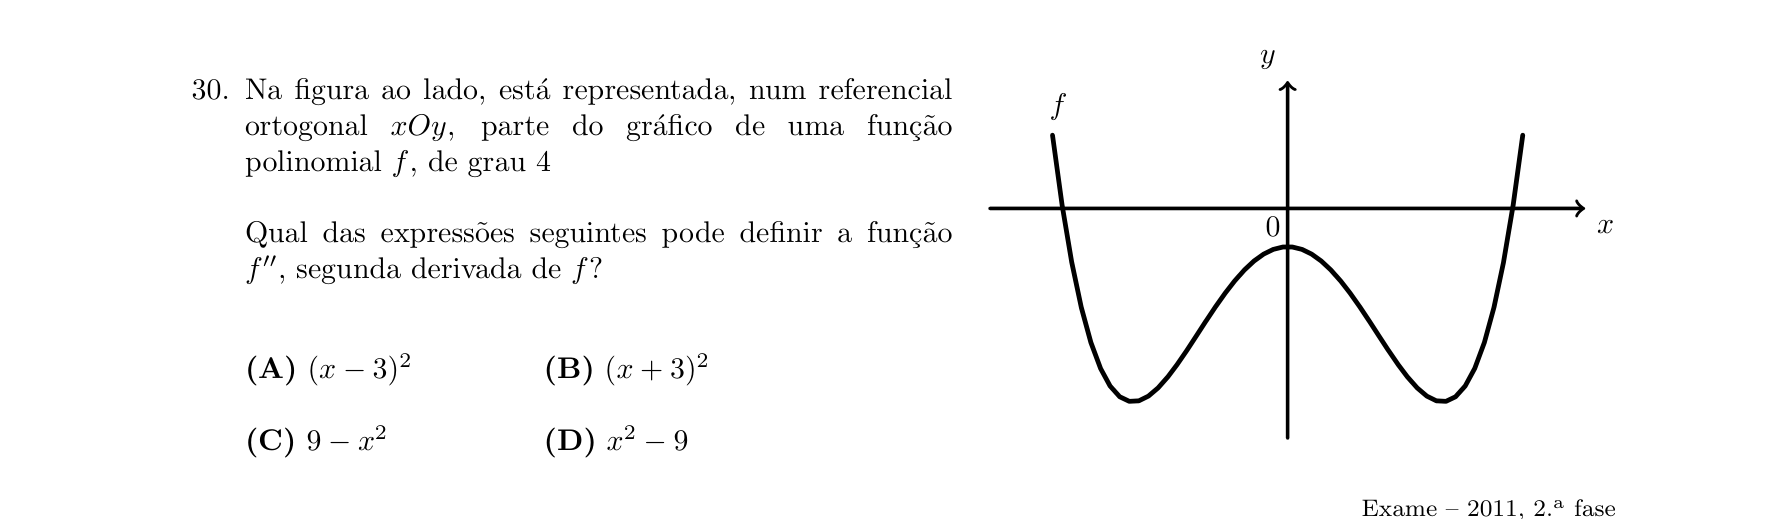 30. Na figura ao lado, está representada, num referencial
ortogonal xOy, parte do gráfico de uma função
polinomial f, de grau 4
Qual das expressões seguintes pode definir a função
f′′, segunda derivada de f?
(A) (x − 3)² (B) (x + 3)²
(C) 9 − x² (D) x² − 9
y
f
0
x
Exame – 2011, 2.ª fase